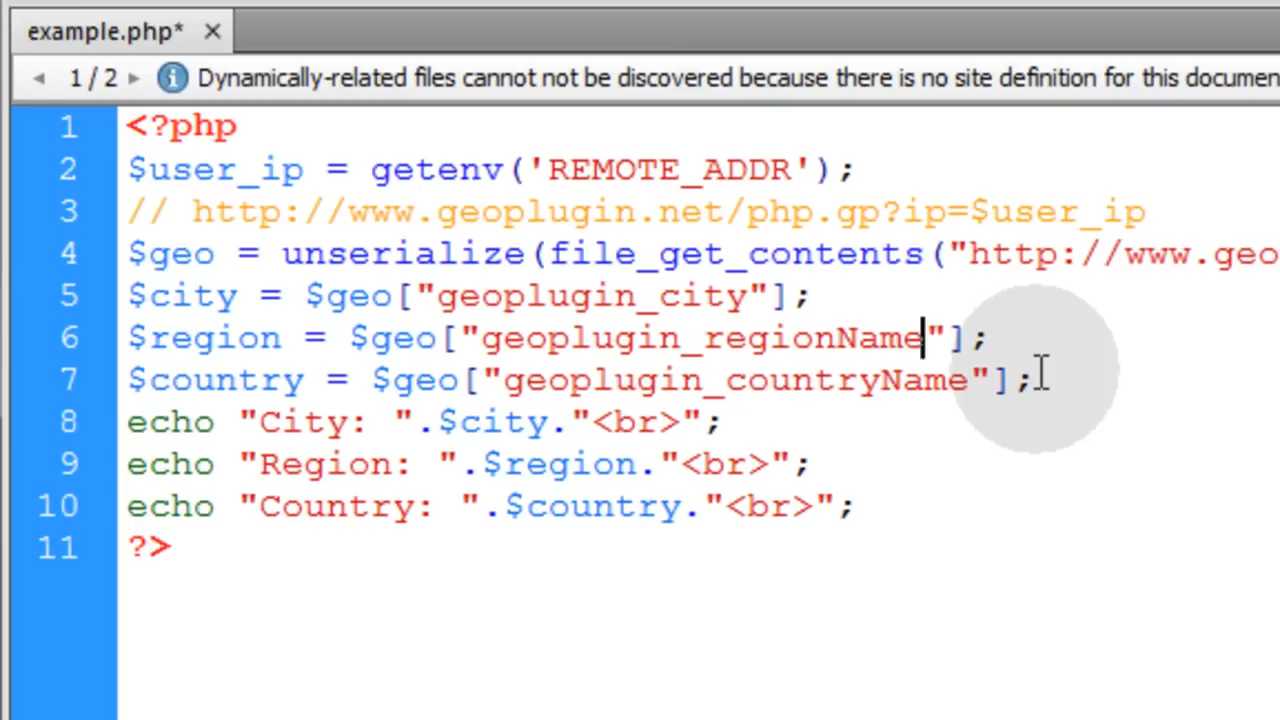 example.php* ×
1 / 2 Dynamically-related files cannot not be discovered because there is no site definition for this documen
1 <?php
2 $user_ip = getenv('REMOTE_ADDR');
3 // http://www.geoplugin.net/php.gp?ip=$user_ip
4 $geo = unserialize(file_get_contents("http://www.geo
5 $city = $geo["geoplugin_city"];
6 $region = $geo["geoplugin_regionName"];
7 $country = $geo["geoplugin_countryName"];
8 echo "City: ".$city."<br>";
9 echo "Region: ".$region."<br>";
10 echo "Country: ".$country."<br>";
11 ?>